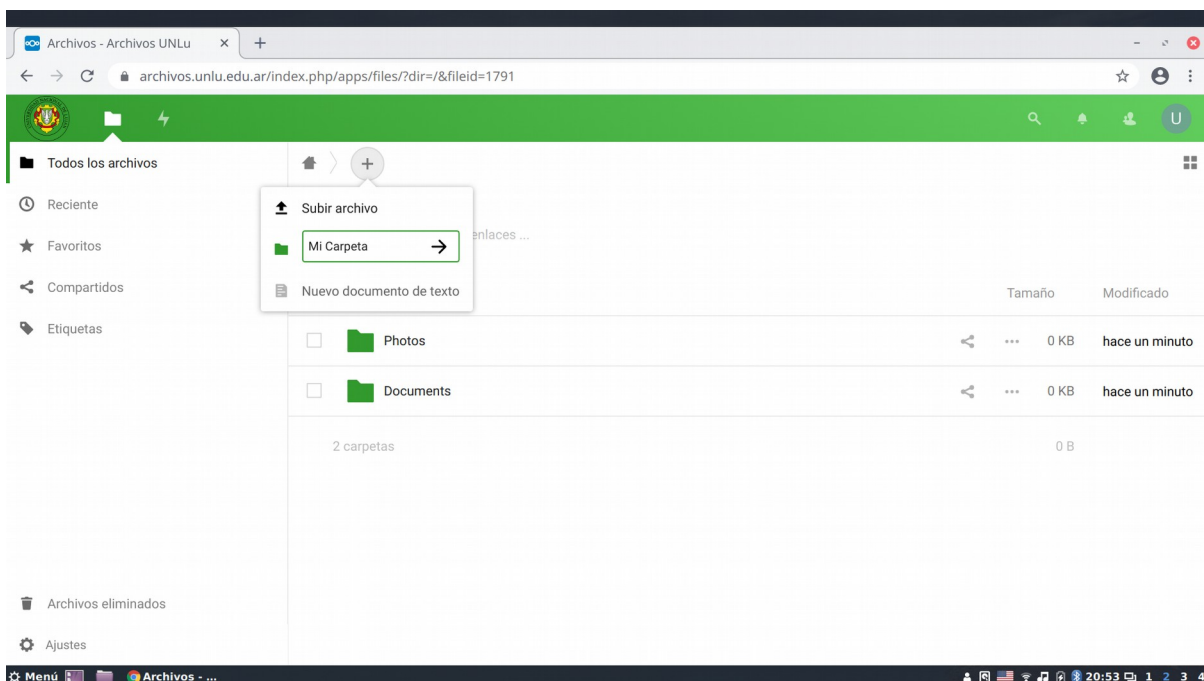 Archivos - Archivos UNLu
archivos.unlu.edu.ar/index.php/apps/files/?dir=/&fileid=1791
U
Todos los archivos
Reciente
Favoritos
Compartidos
Etiquetas
Subir archivo
Mi Carpeta
enlaces ...
Nuevo documento de texto
Tamaño Modificado
Photos 0 KB hace un minuto
Documents 0 KB hace un minuto
2 carpetas 0 B
Archivos eliminados
Ajustes
Menú Archivos - ... 20:53 1 2 3 4